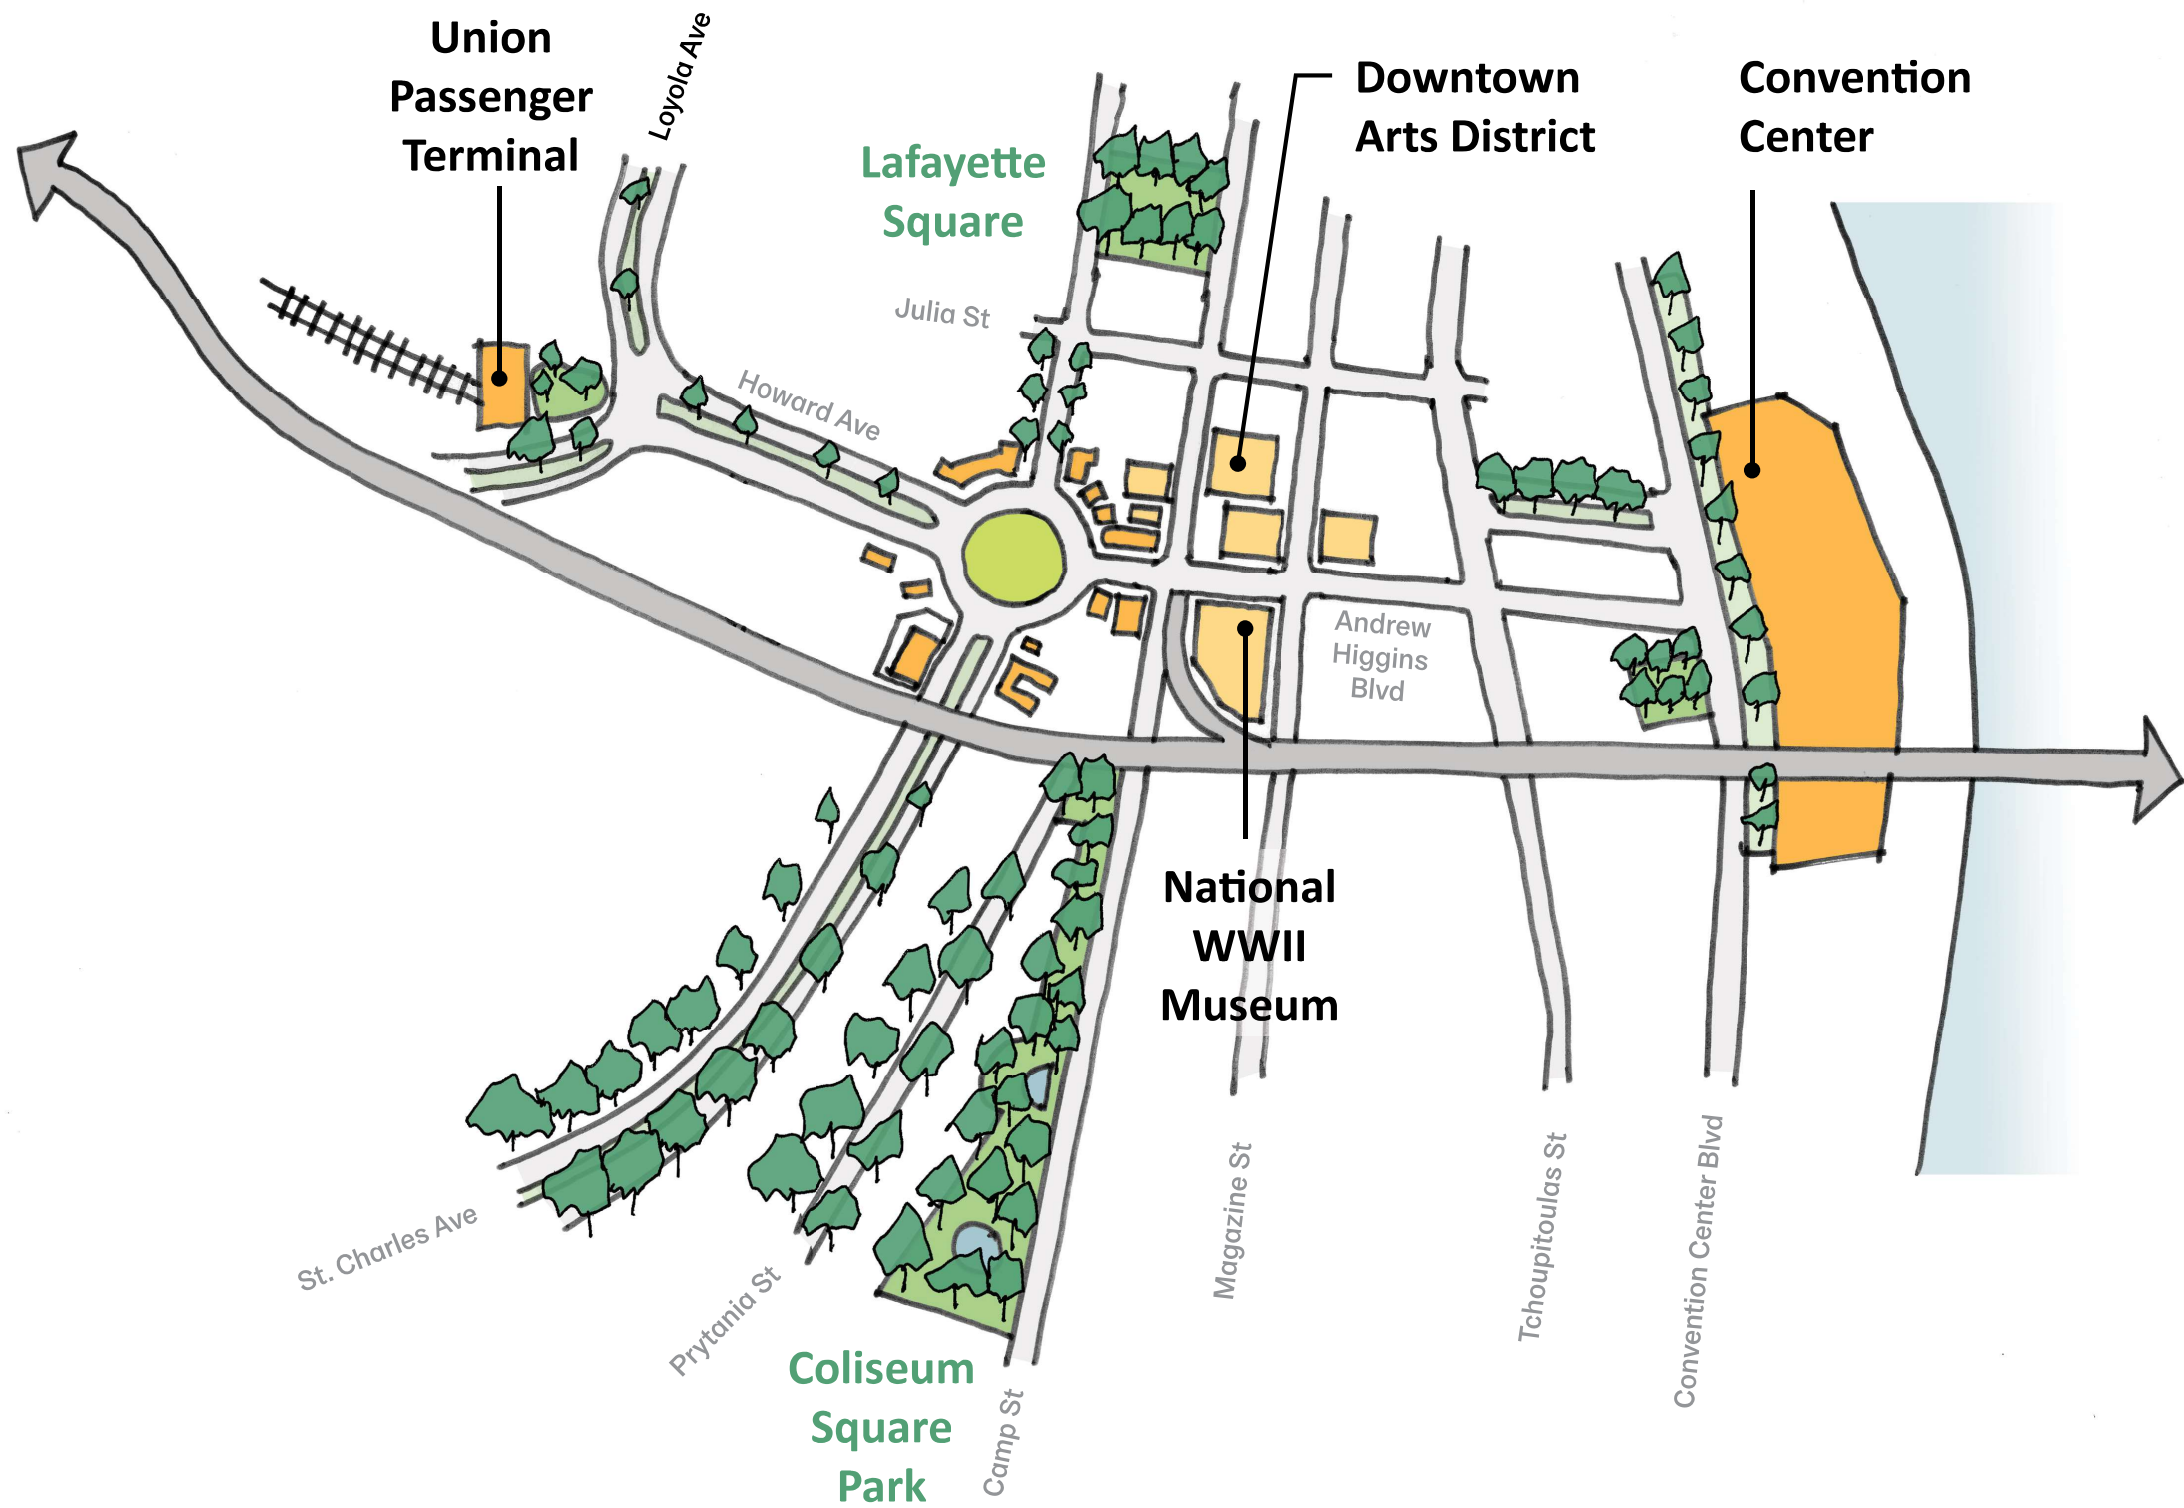 Union
Passenger
Terminal
Loyola Ave
Lafayette
Square
Downtown
Arts District
Convention
Center
Julia St
Howard Ave
Andrew
Higgins
Blvd
National
WWII
Museum
St. Charles Ave
Prytania St
Coliseum
Square
Park
Camp St
Magazine St
Tchoupitoulas St
Convention Center Blvd